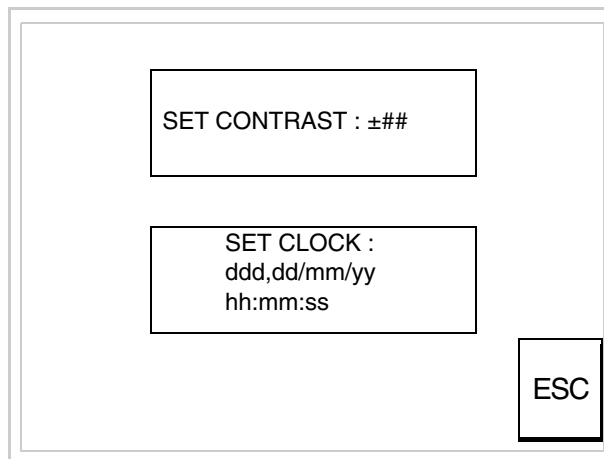 SET CONTRAST : ±##
SET CLOCK :
ddd,dd/mm/yy
hh:mm:ss
ESC